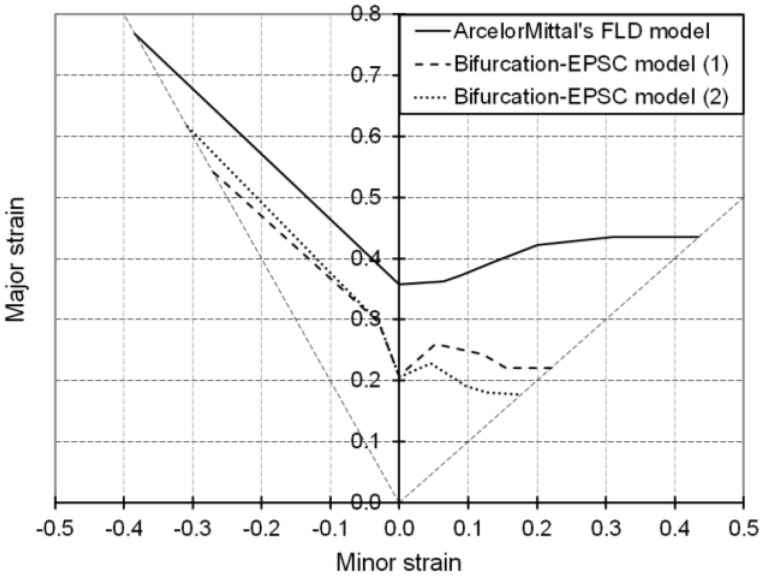 ArcelorMittal's FLD model
Bifurcation-EPSC model (1)
Bifurcation-EPSC model (2)
0.8
0.7
0.6
0.5
0.4
0.3
0.2
0.1
0.0
Major strain
-0.5 -0.4 -0.3 -0.2 -0.1 0.0 0.1 0.2 0.3 0.4 0.5
Minor strain